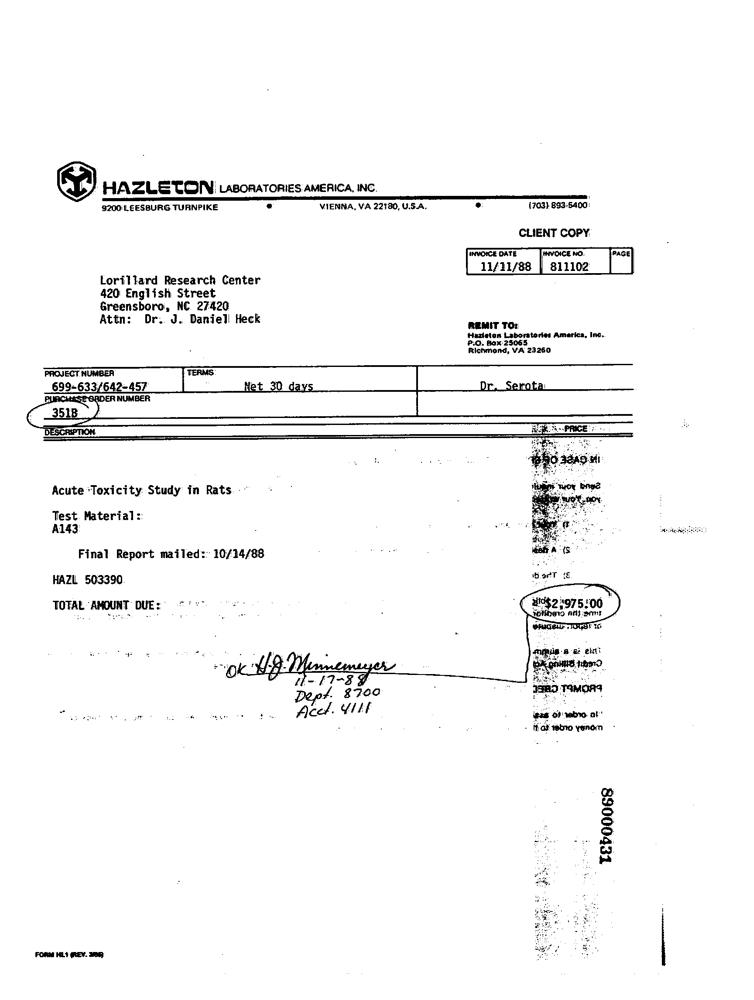 HAZLETON LABORATORIES AMERICA, INC.
9200 LEESBURG TURNPIKE • VIENNA, VA 22180, U.S.A. • (703) 893-5400
CLIENT COPY
INVOICE DATE INVOICE NO. PAGE
11/11/88 811102
Lorillard Research Center
420 English Street
Greensboro, NC 27420
Attn: Dr. J. Daniel Heck
REMIT TO:
Hazleton Laboratories America, Inc.
P.O. Box 25065
Richmond, VA 23260
PROJECT NUMBER TERMS
699-633/642-457 Net 30 days Dr. Serota
PURCHASE ORDER NUMBER
351B
DESCRIPTION PRICE
Acute Toxicity Study in Rats
Test Material:
A143
Final Report mailed: 10/14/88
HAZL 503390
TOTAL AMOUNT DUE: $2,975.00
OK H.J. Minnemeyer
11-17-88
Dept. 8700
Acct. 4111
89000431
FORM HL1 (REV. 3/86)